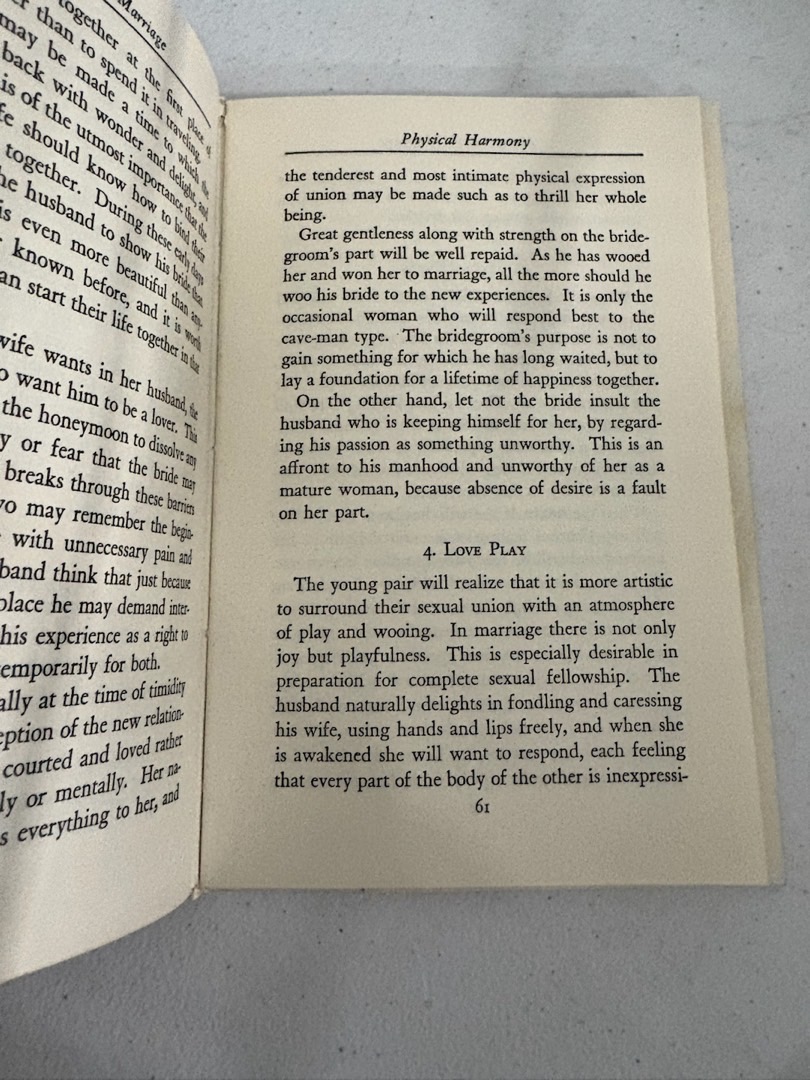 Marriage
together at the first place of
r than to spend it in traveling.
may be made a time to which the
back with wonder and delight, and
is of the utmost importance that the
fe should know how to bind their
together. During these early days
he husband to show his bride that
is even more beautiful than any-
known before, and it is worth
an start their life together in that
wife wants in her husband, the
o want him to be a lover. This
the honeymoon to dissolve any
y or fear that the bride may
breaks through these barriers
wo may remember the begin-
with unnecessary pain and
band think that just because
place he may demand inter-
his experience as a right to
emporarily for both.
ally at the time of timidity
eption of the new relation-
courted and loved rather
ly or mentally. Her na-
s everything to her, and
Physical Harmony
the tenderest and most intimate physical expression
of union may be made such as to thrill her whole
being.
Great gentleness along with strength on the bride-
groom's part will be well repaid. As he has wooed
her and won her to marriage, all the more should he
woo his bride to the new experiences. It is only the
occasional woman who will respond best to the
cave-man type. The bridegroom's purpose is not to
gain something for which he has long waited, but to
lay a foundation for a lifetime of happiness together.
On the other hand, let not the bride insult the
husband who is keeping himself for her, by regard-
ing his passion as something unworthy. This is an
affront to his manhood and unworthy of her as a
mature woman, because absence of desire is a fault
on her part.
4. Love Play
The young pair will realize that it is more artistic
to surround their sexual union with an atmosphere
of play and wooing. In marriage there is not only
joy but playfulness. This is especially desirable in
preparation for complete sexual fellowship. The
husband naturally delights in fondling and caressing
his wife, using hands and lips freely, and when she
is awakened she will want to respond, each feeling
that every part of the body of the other is inexpressi-
61